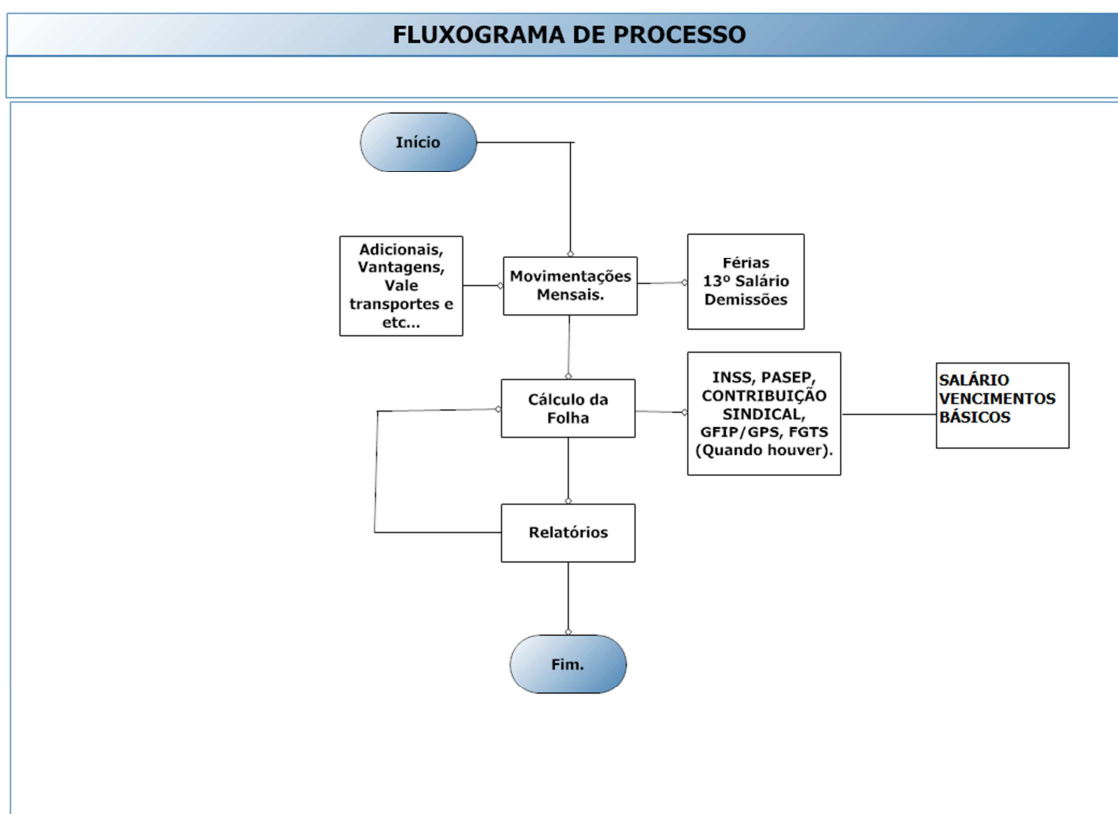 FLUXOGRAMA DE PROCESSO
Início
Adicionais,
Vantagens,
Vale
transportes e
etc...
Movimentações
Mensais.
Férias
13º Salário
Demissões
Cálculo da
Folha
INSS, PASEP,
CONTRIBUIÇÃO
SINDICAL,
GFIP/GPS, FGTS
(Quando houver).
SALÁRIO
VENCIMENTOS
BÁSICOS
Relatórios
Fim.